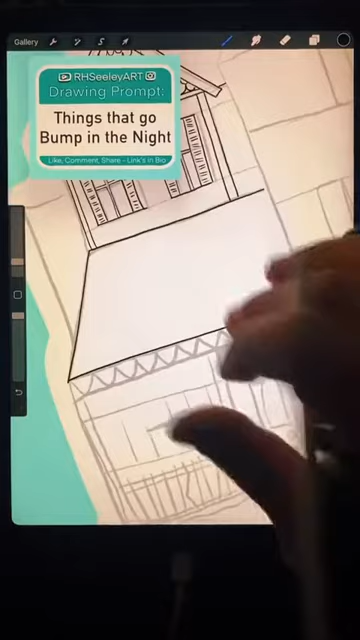 Gallery
RHSeeleyART
Drawing Prompt:
Things that go
Bump in the Night
Like, Comment, Share - Link's in Bio